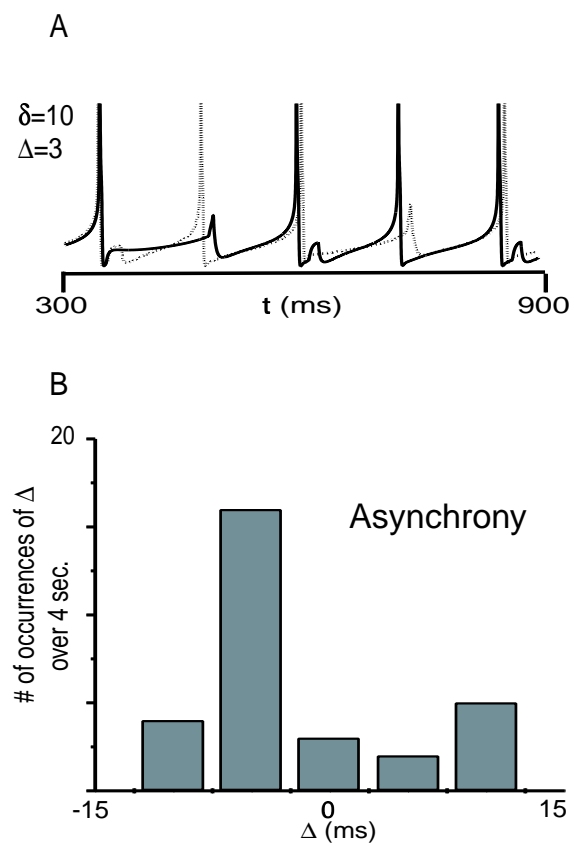 A
δ=10
Δ=3
300 t (ms) 900
B
20
# of occurrences of Δ
over 4 sec.
Asynchrony
-15 0 15
Δ (ms)